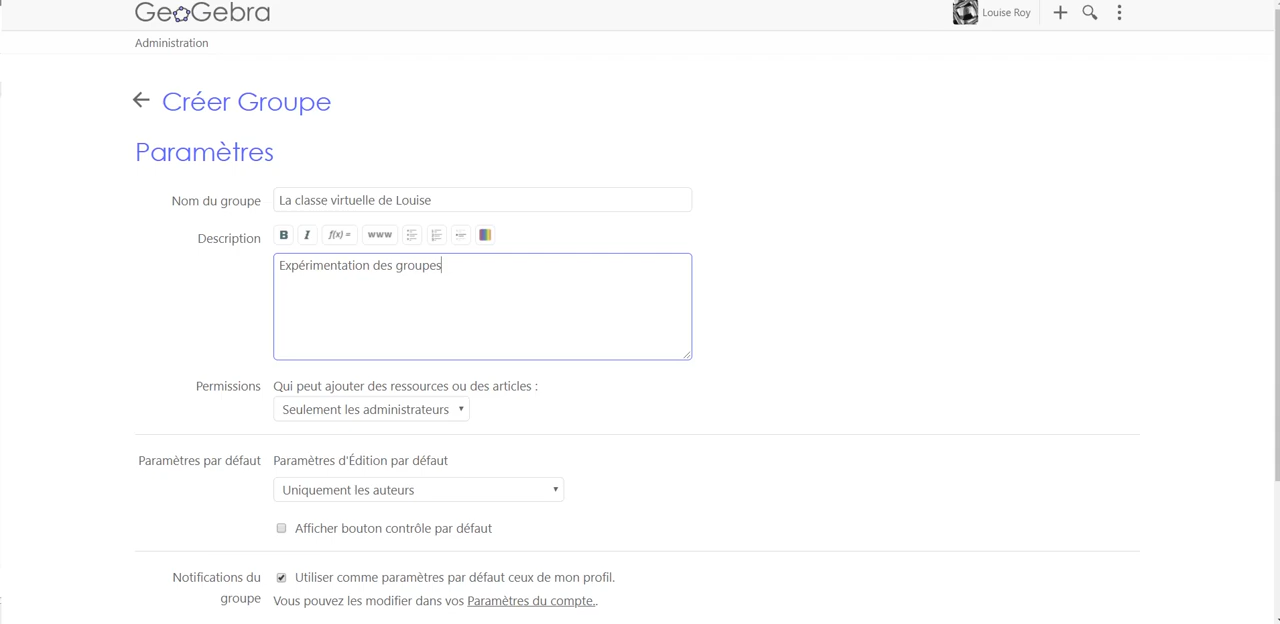 GeoGebra
Louise Roy
Administration
Créer Groupe
Paramètres
Nom du groupe La classe virtuelle de Louise
Description B I f(x) = www
Expérimentation des groupes
Permissions Qui peut ajouter des ressources ou des articles :
Seulement les administrateurs
Paramètres par défaut Paramètres d'Édition par défaut
Uniquement les auteurs
Afficher bouton contrôle par défaut
Notifications du groupe Utiliser comme paramètres par défaut ceux de mon profil.
Vous pouvez les modifier dans vos Paramètres du compte..